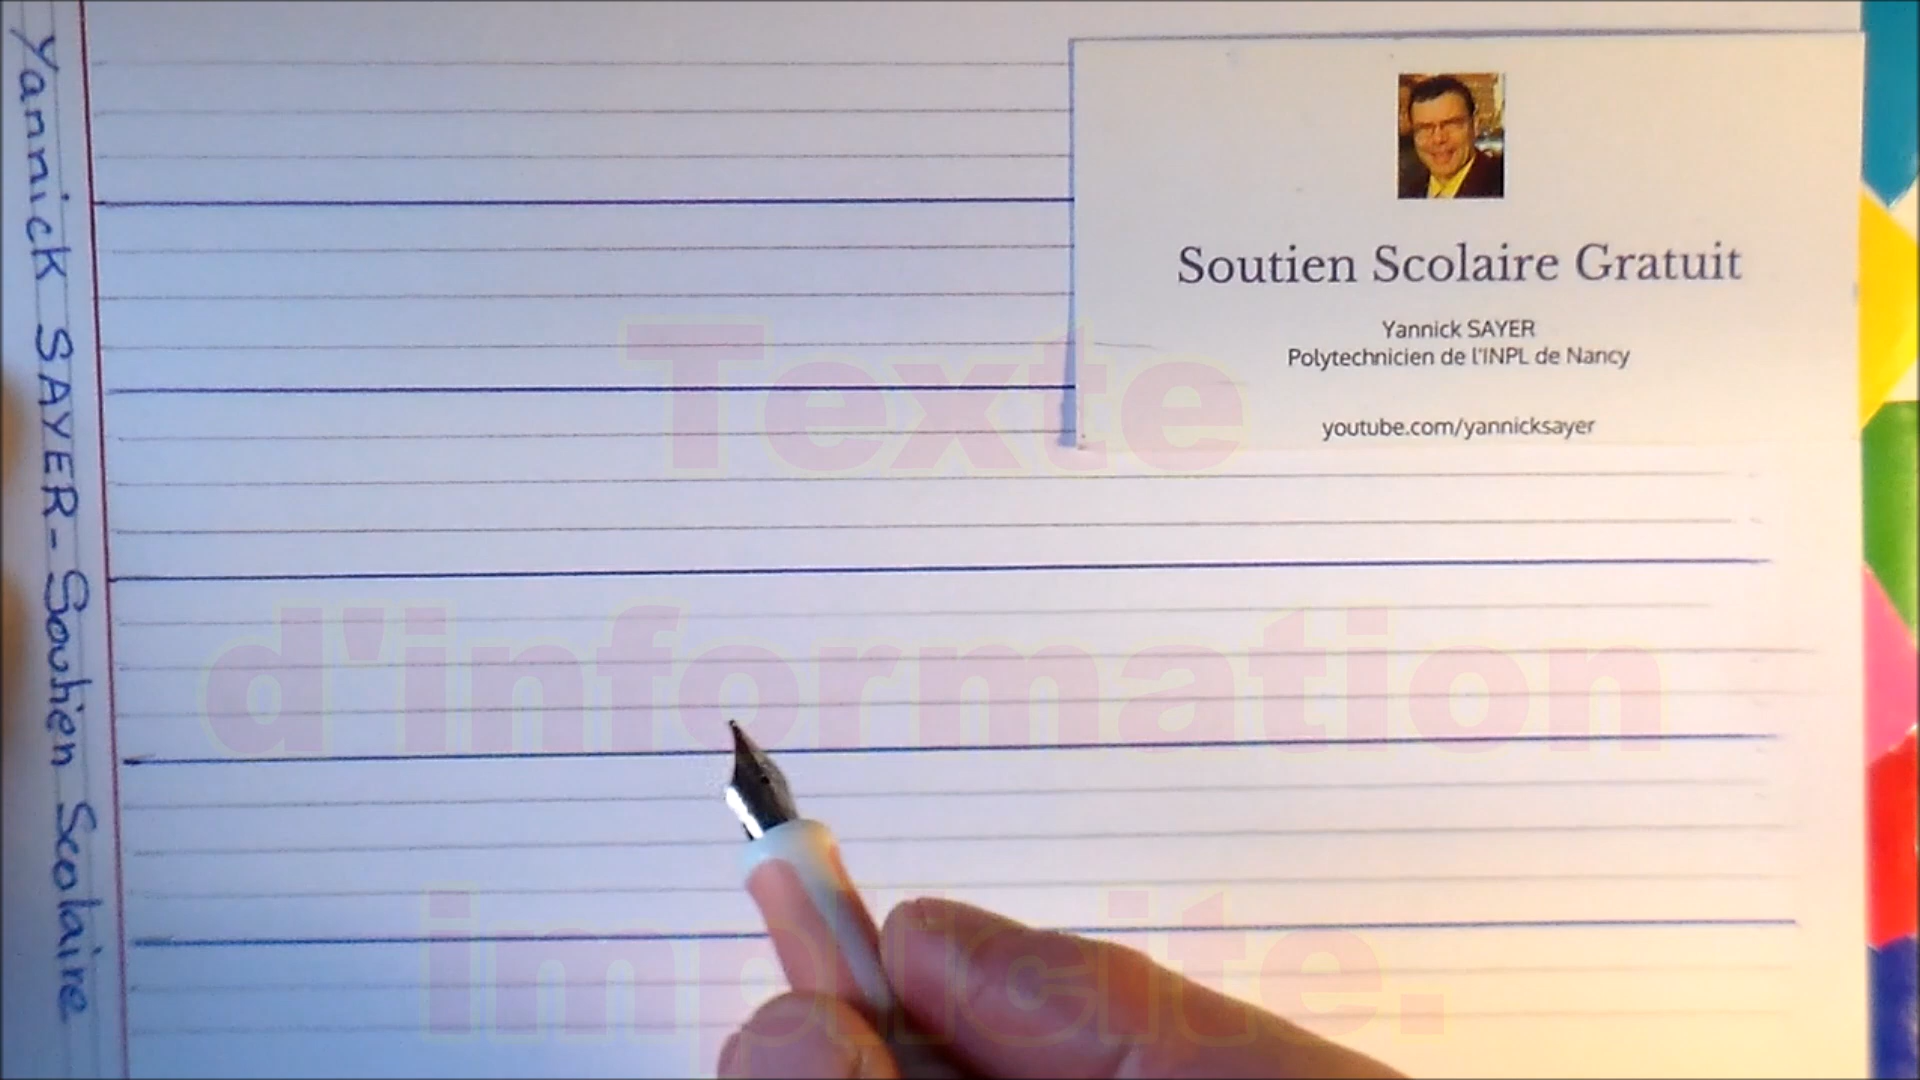 Yannick SAYER - Soutien Scolaire
Soutien Scolaire Gratuit
Yannick SAYER
Polytechnicien de l'INPL de Nancy
youtube.com/yannicksayer
Texte
d'information
implicite.